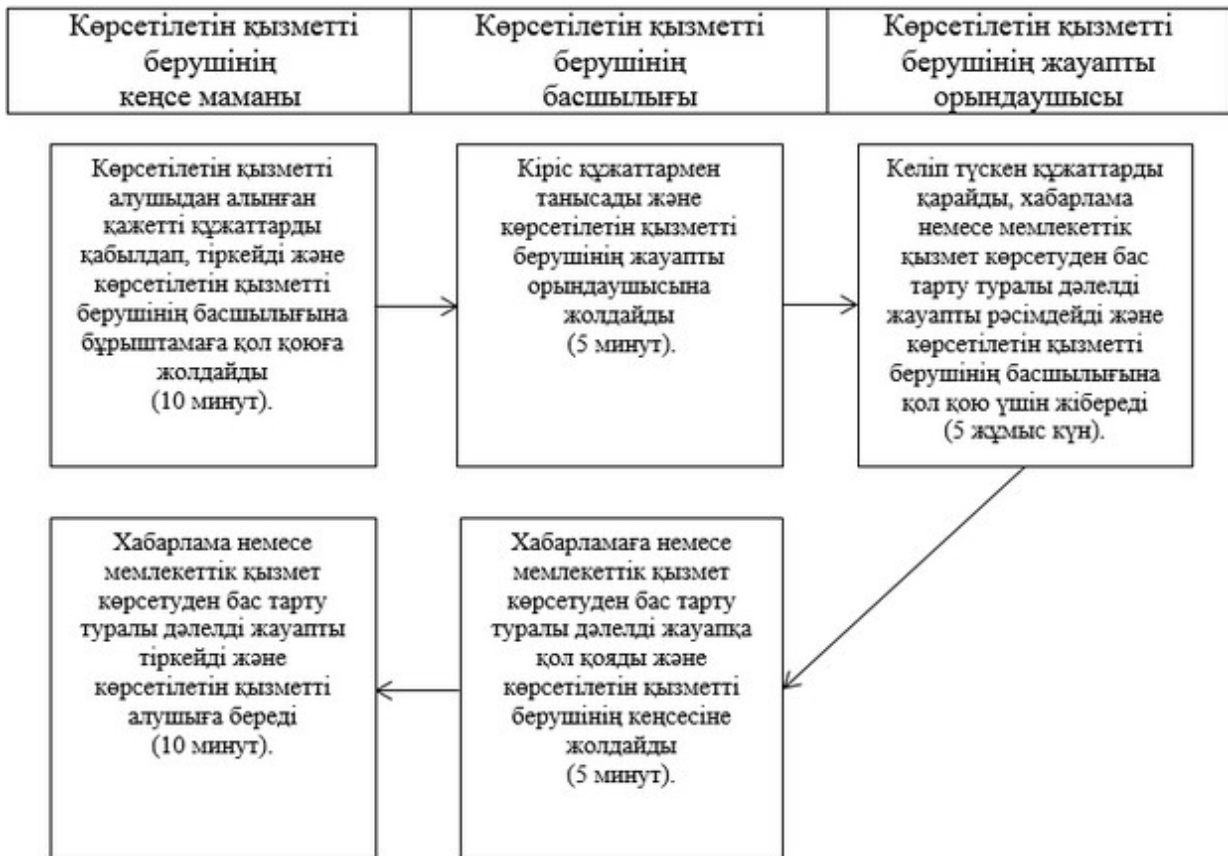 Көрсетілетін қызметті
берушінің
кеңсе маманы
Көрсетілетін қызметті
берушінің
басшылығы
Көрсетілетін қызметті
берушінің жауапты
орындаушысы
Көрсетілетін қызметті
алушыдан алынған
қажетті құжаттарды
қабылдап, тіркейді және
көрсетілетін қызметті
берушінің басшылығына
бұрыштамаға қол қоюға
жолдайды
(10 минут).
Кіріс құжаттармен
танысады және
көрсетілетін қызметті
берушінің жауапты
орындаушысына
жолдайды
(5 минут).
Келіп түскен құжаттарды
қарайды, хабарлама
немесе мемлекеттік
қызмет көрсетуден бас
тарту туралы дәлелді
жауапты рәсімдейді және
көрсетілетін қызметті
берушінің басшылығына
қол қою үшін жібереді
(5 жұмыс күн).
Хабарлама немесе
мемлекеттік қызмет
көрсетуден бас тарту
туралы дәлелді жауапты
тіркейді және
көрсетілетін қызметті
алушыға береді
(10 минут).
Хабарламаға немесе
мемлекеттік қызмет
көрсетуден бас тарту
туралы дәлелді жауапқа
қол қояды және
көрсетілетін қызметті
берушінің кеңсесіне
жолдайды
(5 минут).